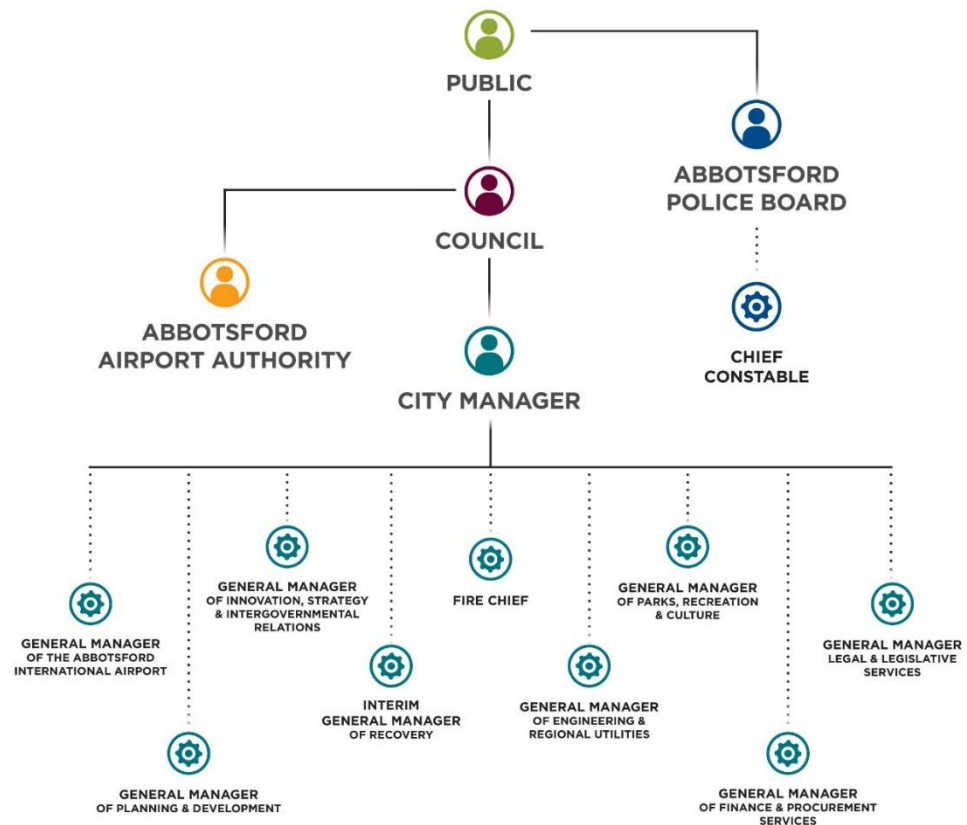 PUBLIC
ABBOTSFORD
POLICE BOARD
COUNCIL
ABBOTSFORD
AIRPORT AUTHORITY
CHIEF
CONSTABLE
CITY MANAGER
GENERAL MANAGER
OF THE ABBOTSFORD
INTERNATIONAL AIRPORT
GENERAL MANAGER
OF PLANNING & DEVELOPMENT
GENERAL MANAGER
OF INNOVATION, STRATEGY
& INTERGOVERNMENTAL
RELATIONS
INTERIM
GENERAL MANAGER
OF RECOVERY
FIRE CHIEF
GENERAL MANAGER
OF ENGINEERING &
REGIONAL UTILITIES
GENERAL MANAGER
OF PARKS, RECREATION
& CULTURE
GENERAL MANAGER
OF FINANCE & PROCUREMENT
SERVICES
GENERAL MANAGER
LEGAL & LEGISLATIVE
SERVICES